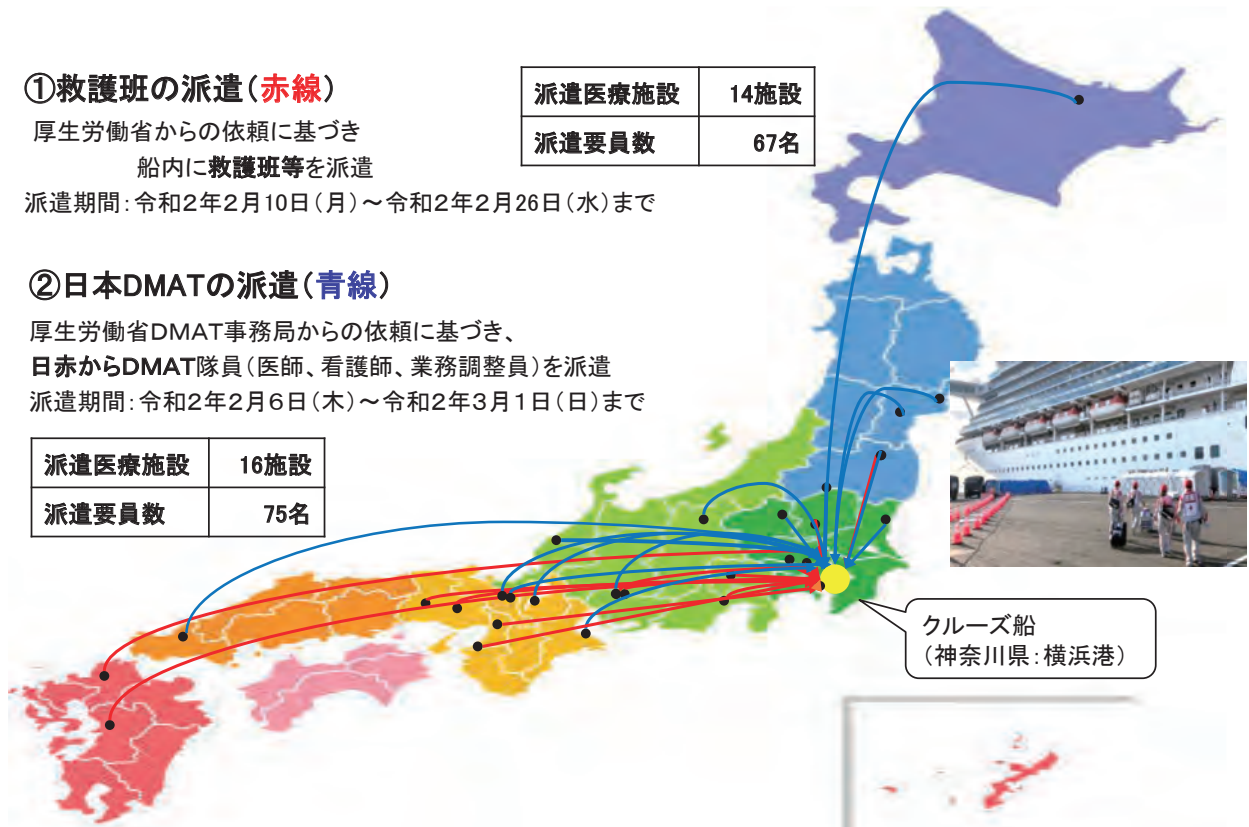 ①救護班の派遣(赤線)
厚生労働省からの依頼に基づき
船内に救護班等を派遣
派遣期間:令和2年2月10日(月)~令和2年2月26日(水)まで
派遣医療施設 14施設
派遣要員数 67名
②日本DMATの派遣(青線)
厚生労働省DMAT事務局からの依頼に基づき、
日赤からDMAT隊員(医師、看護師、業務調整員)を派遣
派遣期間:令和2年2月6日(木)~令和2年3月1日(日)まで
派遣医療施設 16施設
派遣要員数 75名
クルーズ船
(神奈川県:横浜港)